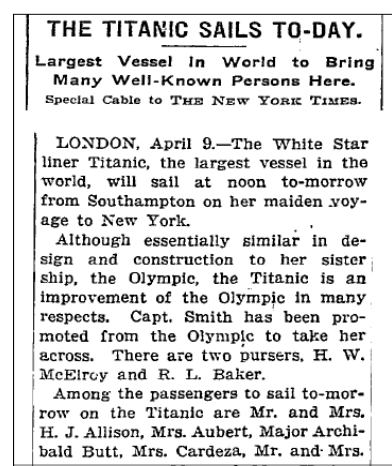 THE TITANIC SAILS TO-DAY.
Largest Vessel In World to Bring
Many Well-Known Persons Here.
Special Cable to THE NEW YORK TIMES.
LONDON, April 9.—The White Star
liner Titanic, the largest vessel in the
world, will sail at noon to-morrow
from Southampton on her maiden voy-
age to New York.
Although essentially similar in de-
sign and construction to her sister
ship, the Olympic, the Titanic is an
improvement of the Olympic in many
respects. Capt. Smith has been pro-
moted from the Olympic to take her
across. There are two pursers, H. W.
McElroy and R. L. Baker.
Among the passengers to sail to-mor-
row on the Titanic are Mr. and Mrs.
H. J. Allison, Mrs. Aubert, Major Archi-
bald Butt, Mrs. Cardeza, Mr. and Mrs.